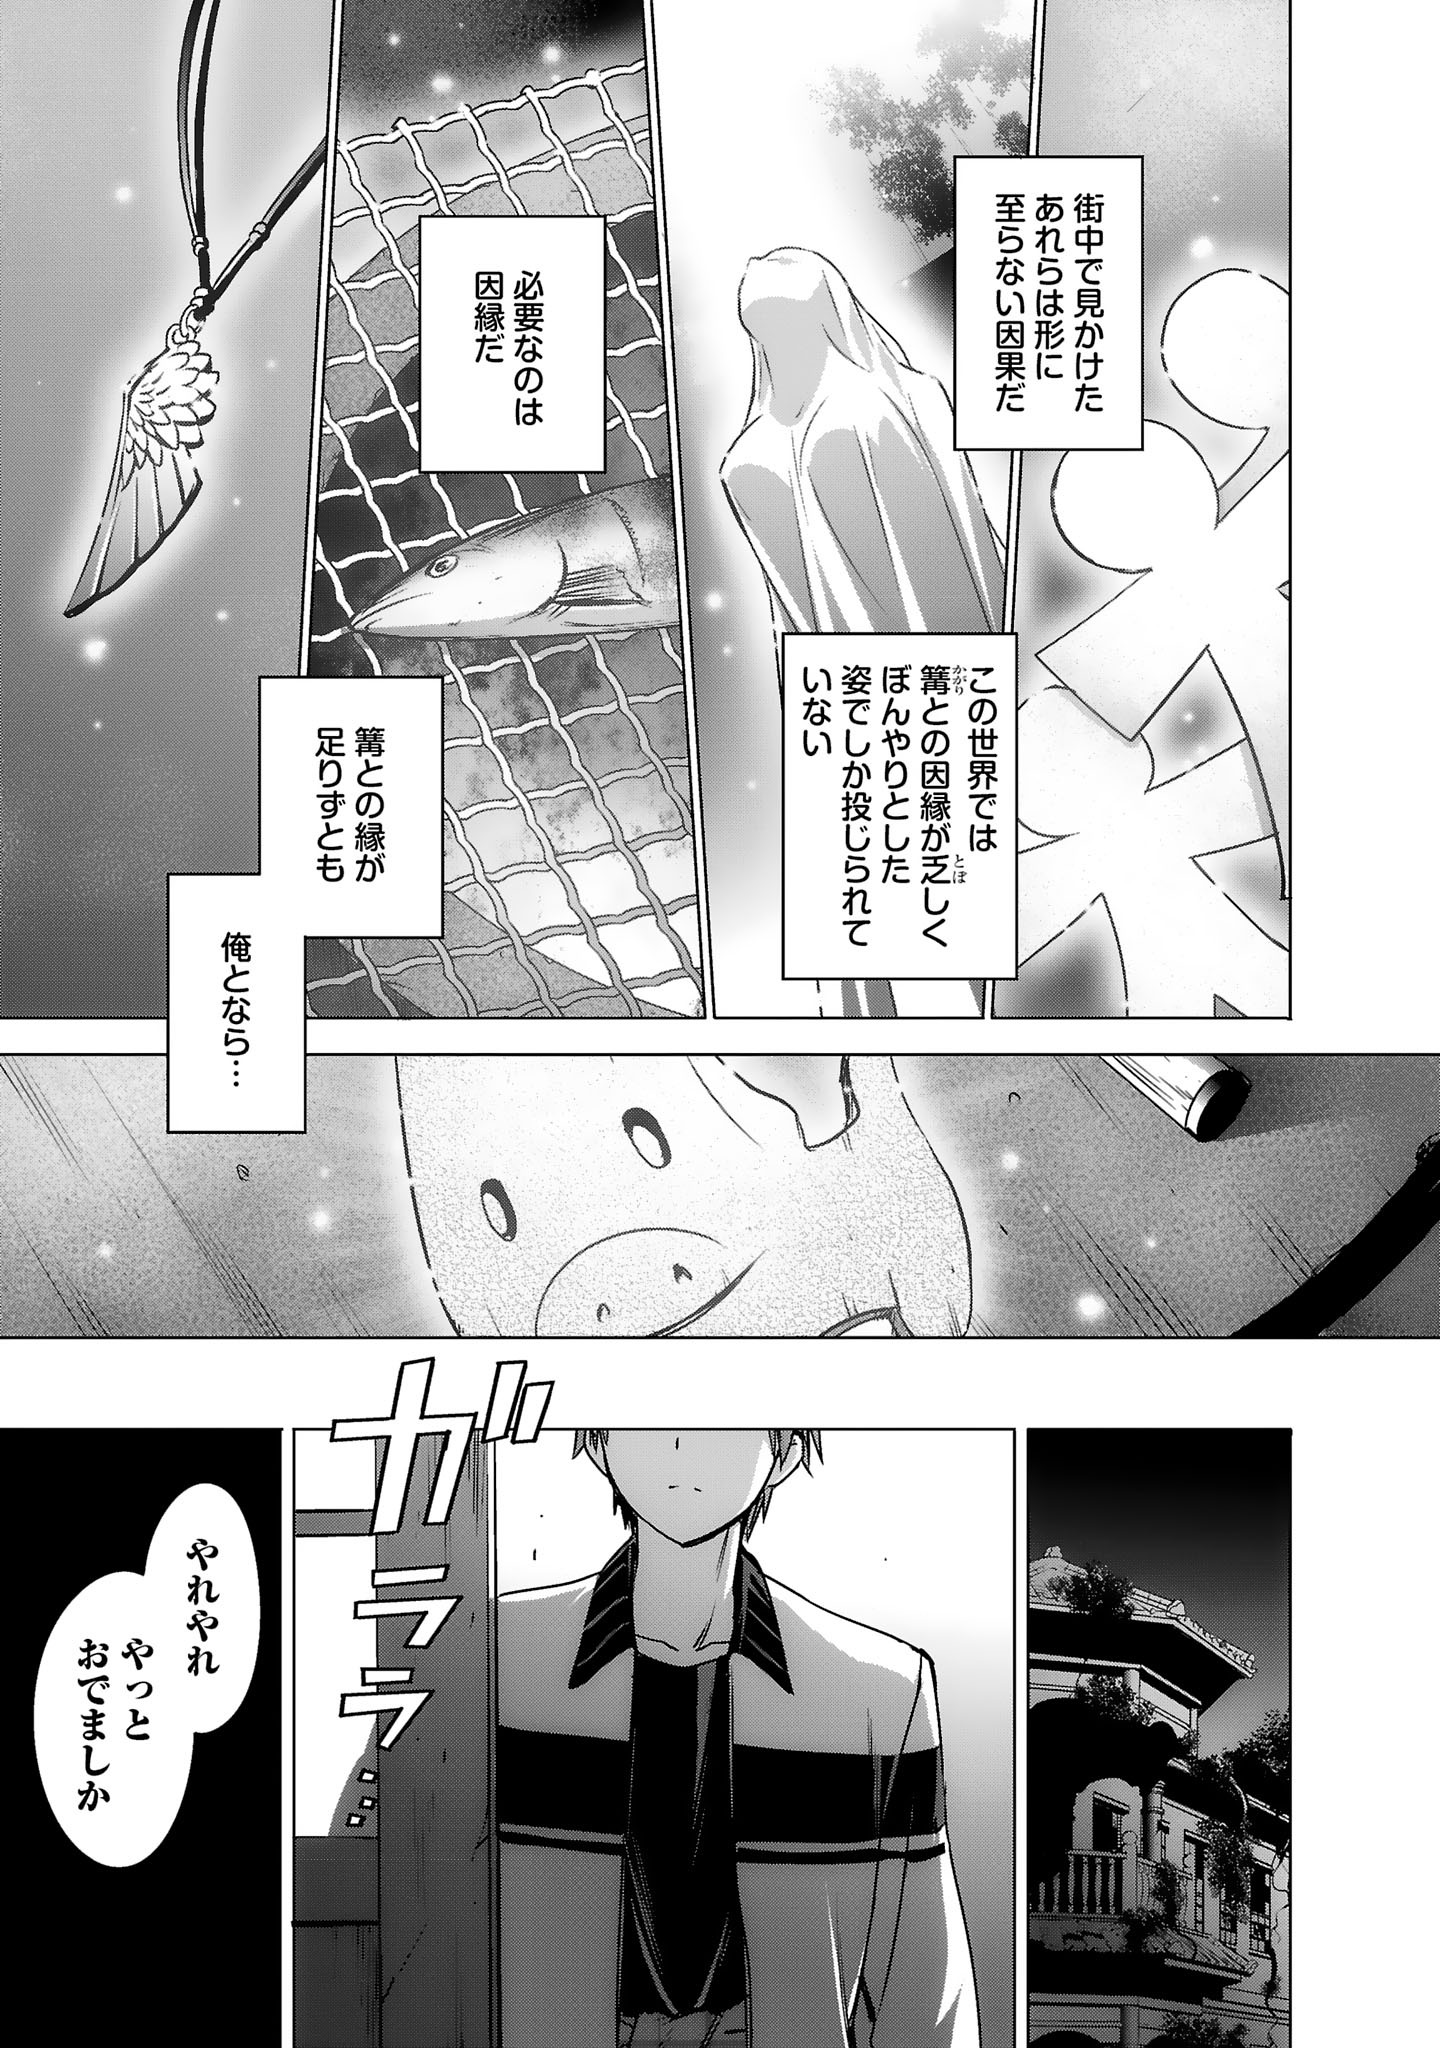 街中で見かけた
あれらは形に
至らない因果だ
この世界では
篝との因縁が乏しく
ぼんやりとした
姿でしか投じられて
いない
必要なのは
因縁だ
篝との縁が
足りずとも
俺となら…
ガラララ…
やれやれ
やっと
おでましか